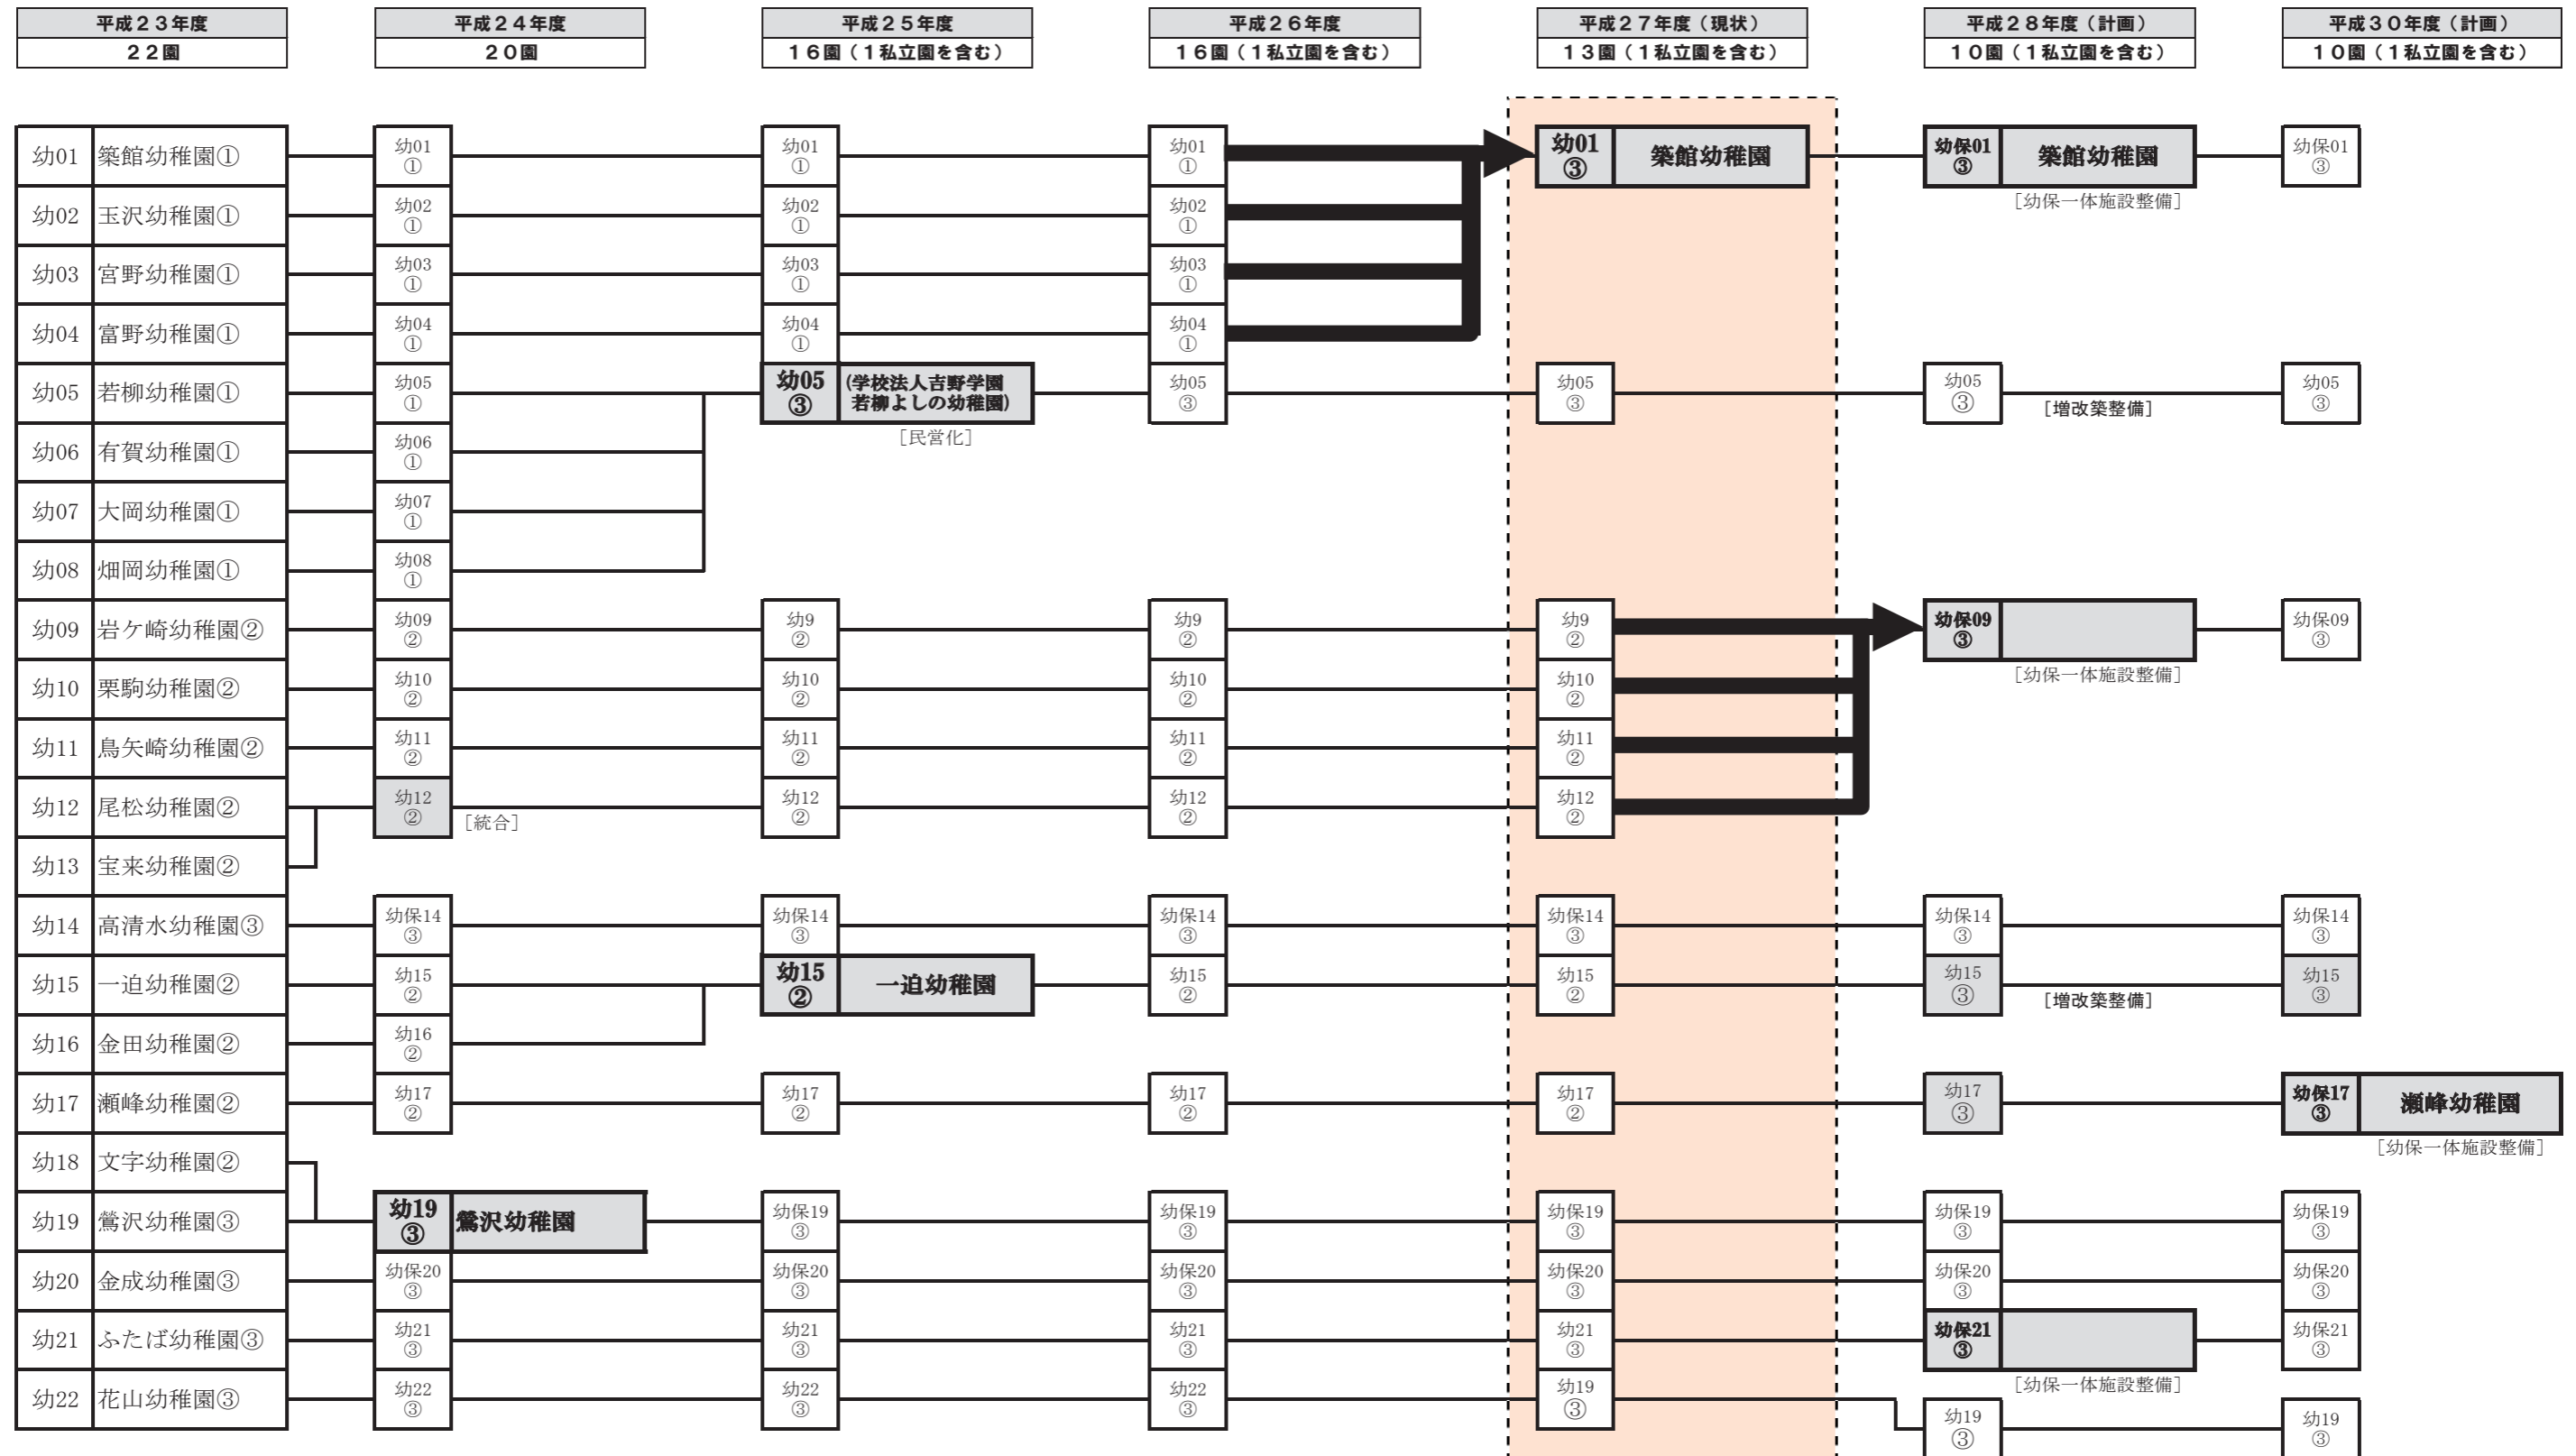 平成２３年度 平成２４年度 平成２５年度 平成２６年度 平成２７年度（現状） 平成２８年度（計画） 平成３０年度（計画）
２２園 ２０園 １６園（１私立園を含む） １６園（１私立園を含む） １３園（１私立園を含む） １０園（１私立園を含む） １０園（１私立園を含む）
幼01 築館幼稚園① 幼01 ① 幼01 ① 幼01 ① 幼01 ③ 築館幼稚園 幼保01 ③ 築館幼稚園 幼保01 ③
［幼保一体施設整備］
幼02 玉沢幼稚園① 幼02 ① 幼02 ① 幼02 ①
幼03 宮野幼稚園① 幼03 ① 幼03 ① 幼03 ①
幼04 富野幼稚園① 幼04 ① 幼04 ① 幼04 ①
幼05 若柳幼稚園① 幼05 ① 幼05 ③ (学校法人吉野学園 若柳よしの幼稚園) 幼05 ③ 幼05 ③ 幼05 ③ ［増改築整備］ 幼05 ③
［民営化］
幼06 有賀幼稚園① 幼06 ①
幼07 大岡幼稚園① 幼07 ①
幼08 畑岡幼稚園① 幼08 ①
幼09 岩ケ崎幼稚園② 幼09 ② 幼9 ② 幼9 ② 幼9 ② 幼保09 ③ 幼保09 ③
［幼保一体施設整備］
幼10 栗駒幼稚園② 幼10 ② 幼10 ② 幼10 ② 幼10 ②
幼11 鳥矢崎幼稚園② 幼11 ② 幼11 ② 幼11 ② 幼11 ②
幼12 尾松幼稚園② 幼12 ② ［統合］ 幼12 ② 幼12 ② 幼12 ②
幼13 宝来幼稚園②
幼14 高清水幼稚園③ 幼保14 ③ 幼保14 ③ 幼保14 ③ 幼保14 ③ 幼保14 ③ 幼保14 ③
幼15 一迫幼稚園② 幼15 ② 幼15 ② 一迫幼稚園 幼15 ② 幼15 ② 幼15 ③ ［増改築整備］ 幼15 ③
幼16 金田幼稚園② 幼16 ②
幼17 瀬峰幼稚園② 幼17 ② 幼17 ② 幼17 ② 幼17 ② 幼17 ③ 幼保17 ③ 瀬峰幼稚園
［幼保一体施設整備］
幼18 文字幼稚園②
幼19 鶯沢幼稚園③ 幼19 ③ 鶯沢幼稚園 幼保19 ③ 幼保19 ③ 幼保19 ③ 幼保19 ③ 幼保19 ③
幼20 金成幼稚園③ 幼保20 ③ 幼保20 ③ 幼保20 ③ 幼保20 ③ 幼保20 ③ 幼保20 ③
幼21 ふたば幼稚園③ 幼21 ③ 幼21 ③ 幼21 ③ 幼21 ③ 幼保21 ③ 幼保21 ③
［幼保一体施設整備］
幼22 花山幼稚園③ 幼22 ③ 幼22 ③ 幼22 ③ 幼19 ③ 幼19 ③ 幼19 ③